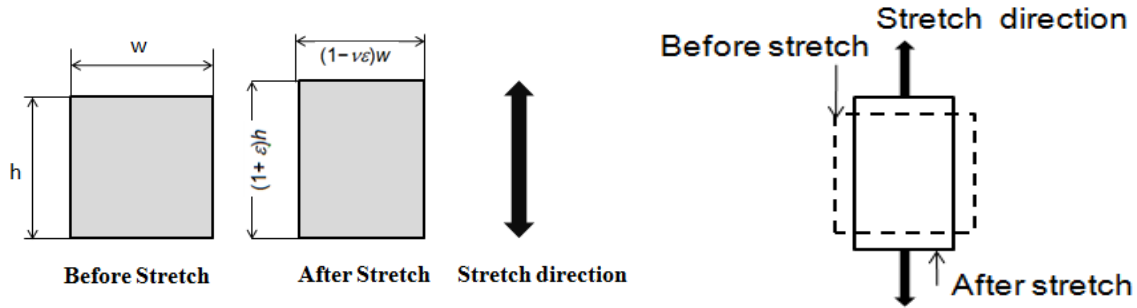 w
h
Before Stretch
(1− νε)w
(1+ ε)h
After Stretch
Stretch direction
Stretch direction
Before stretch
After stretch